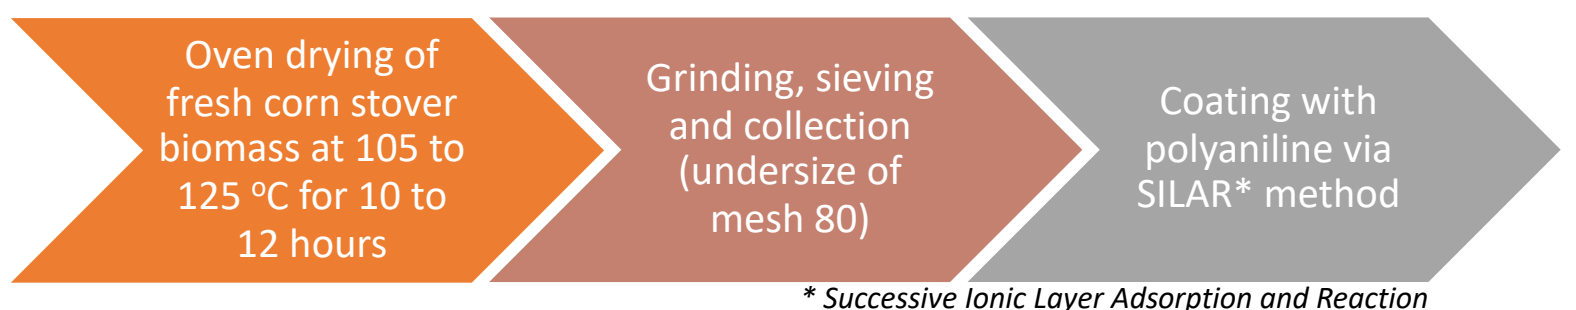 Oven drying of
fresh corn stover
biomass at 105 to
125 ºC for 10 to
12 hours
Grinding, sieving
and collection
(undersize of
mesh 80)
Coating with
polyaniline via
SILAR* method
* Successive Ionic Layer Adsorption and Reaction